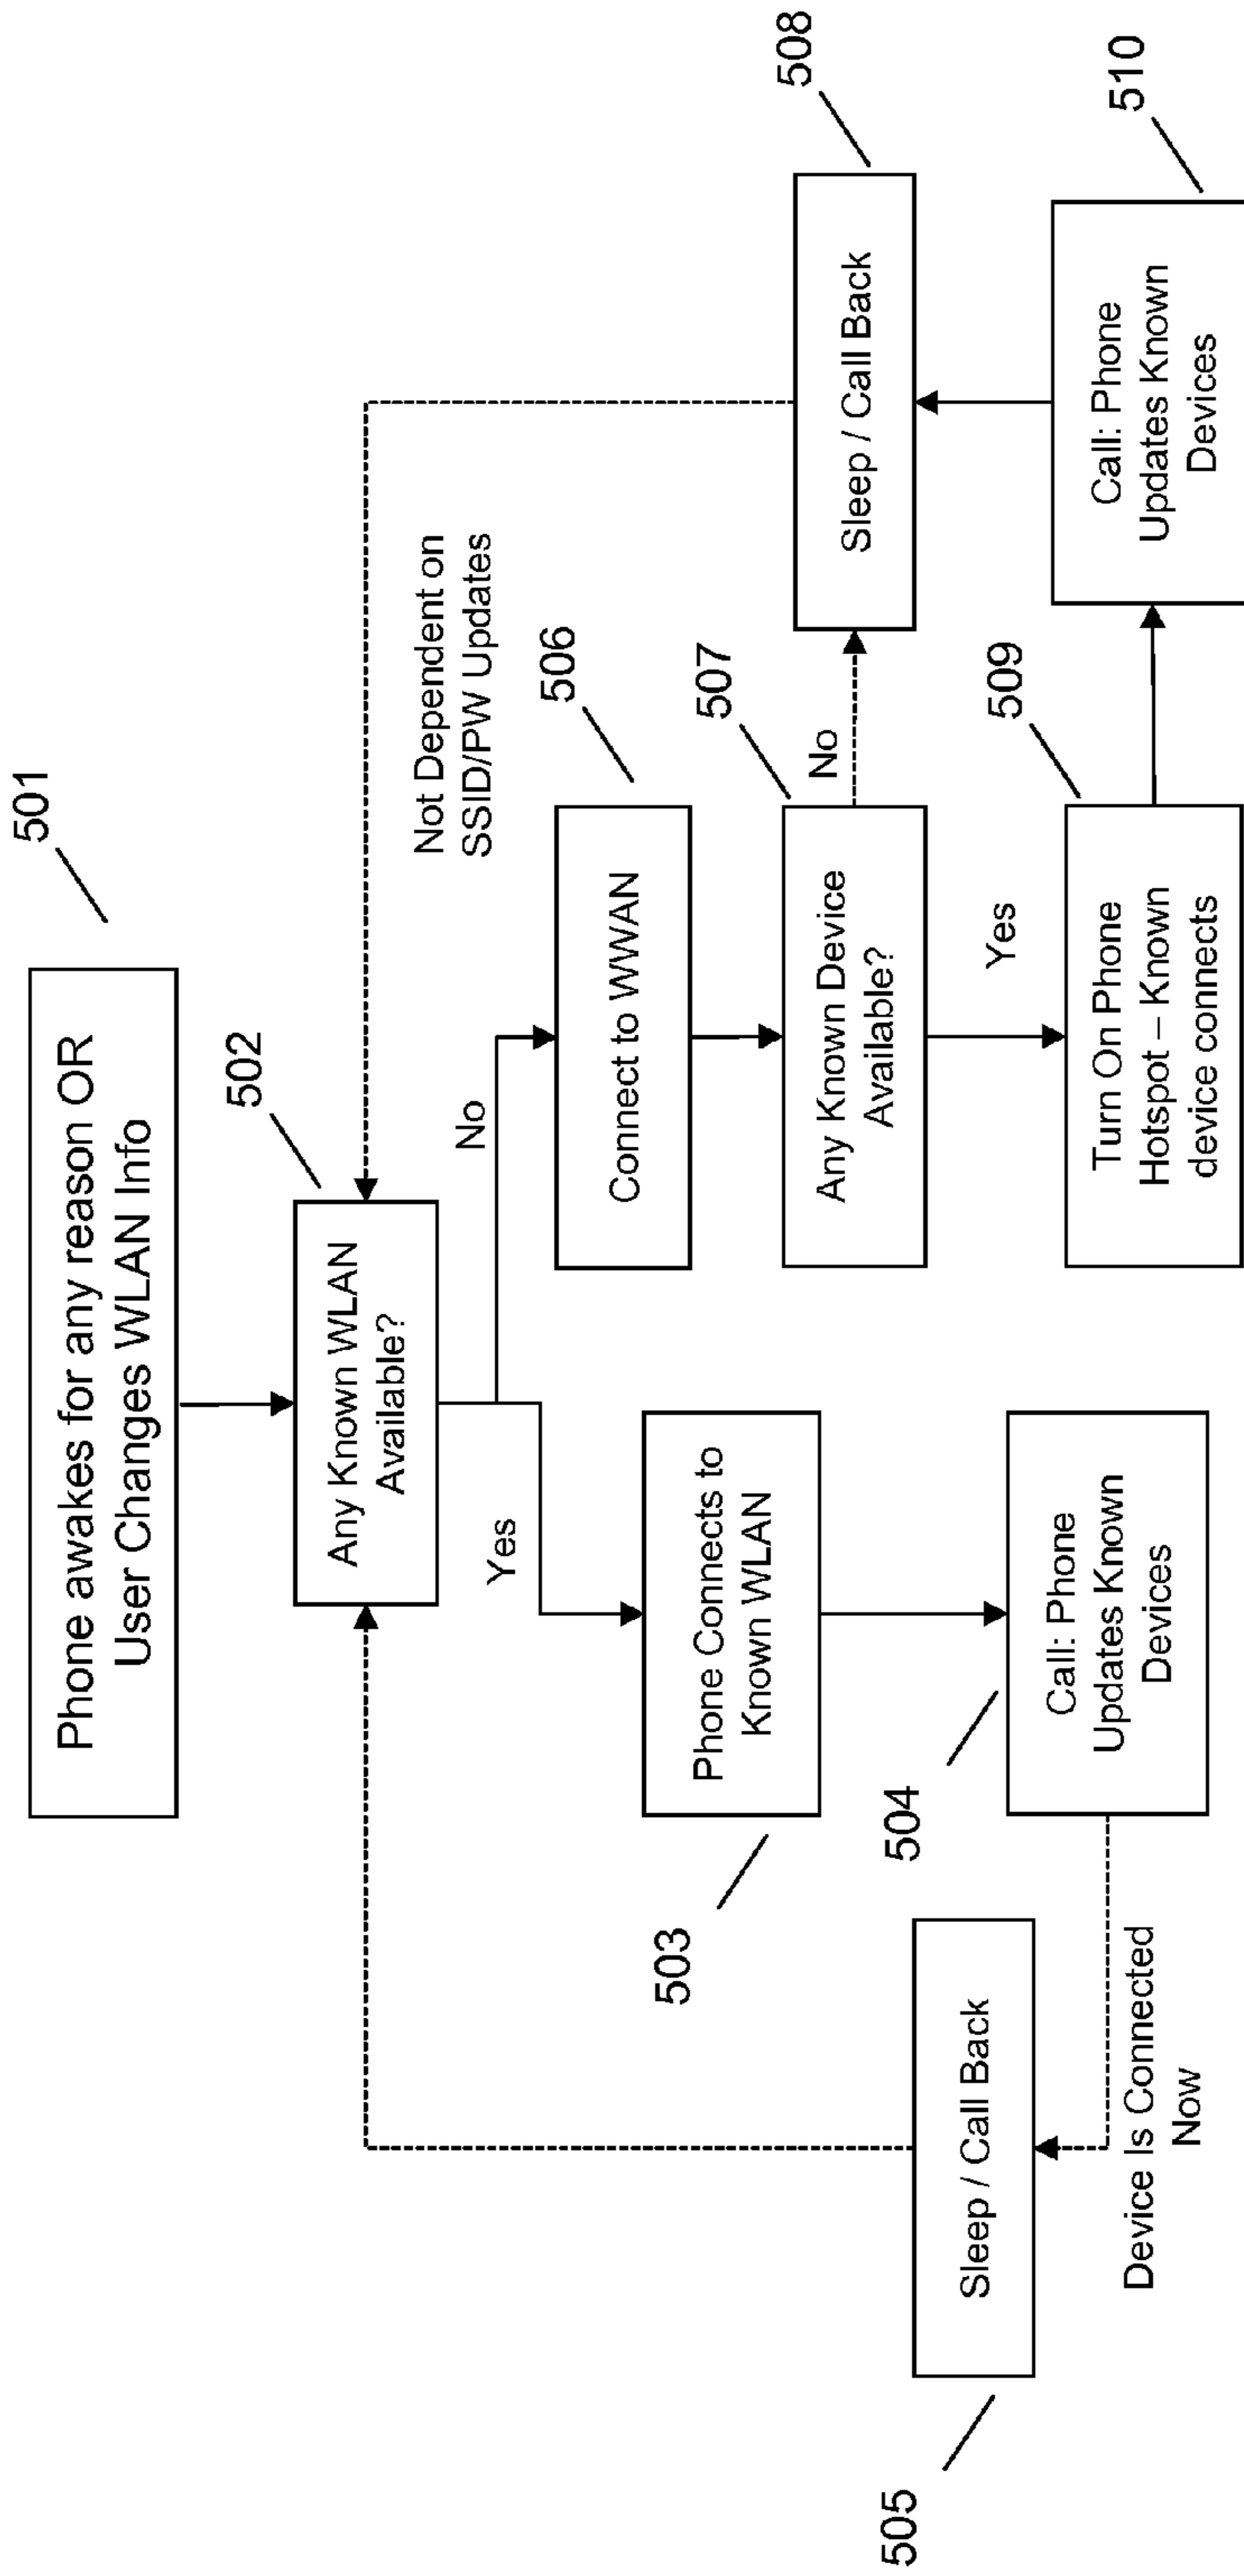 501
Phone awakes for any reason OR
User Changes WLAN Info
502
Any Known WLAN
Available?
Yes
No
Not Dependent on
SSID/PW Updates
503
Phone Connects to
Known WLAN
504
Call: Phone
Updates Known
Devices
Device Is Connected
Now
505
Sleep / Call Back
506
Connect to WWAN
507
Any Known Device
Available?
No
Yes
508
Sleep / Call Back
509
Turn On Phone
Hotspot – Known
device connects
510
Call: Phone
Updates Known
Devices